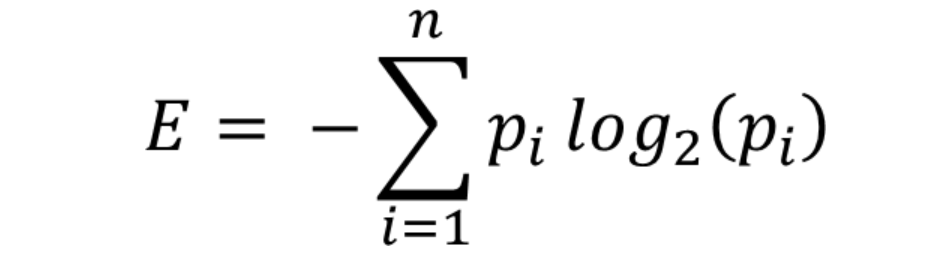 E = − ∑_{i=1}^{n} p_i log_2(p_i)